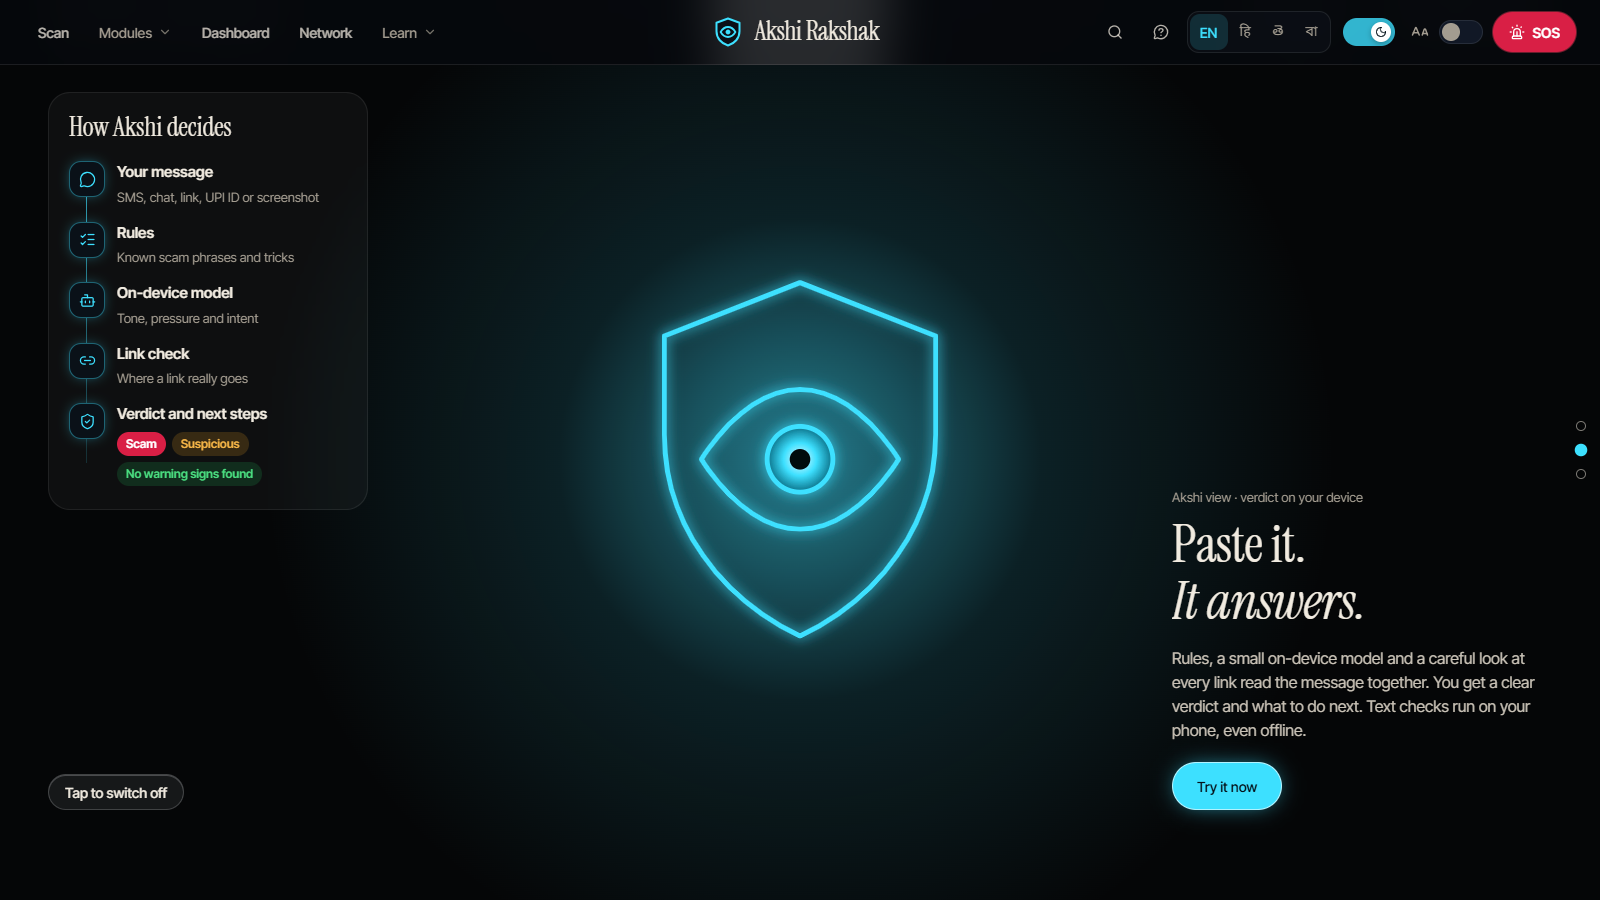 Scan
Modules
Dashboard
Network
Learn
Akshi Rakshak
EN
हि
తె
বা
AA
SOS
How Akshi decides
Your message
SMS, chat, link, UPI ID or screenshot
Rules
Known scam phrases and tricks
On-device model
Tone, pressure and intent
Link check
Where a link really goes
Verdict and next steps
Scam
Suspicious
No warning signs found
Akshi view · verdict on your device
Paste it.
It answers.
Rules, a small on-device model and a careful look at
every link read the message together. You get a clear
verdict and what to do next. Text checks run on your
phone, even offline.
Try it now
Tap to switch off